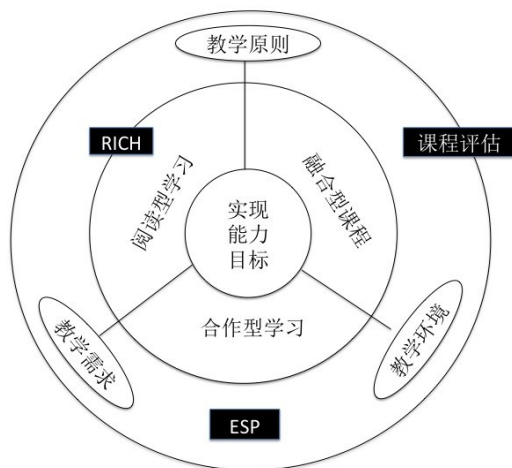 教学原则
RICH
课程评估
阅读型学习
融合型课程
实现
能力
目标
合作型学习
教学需求
教学环境
ESP